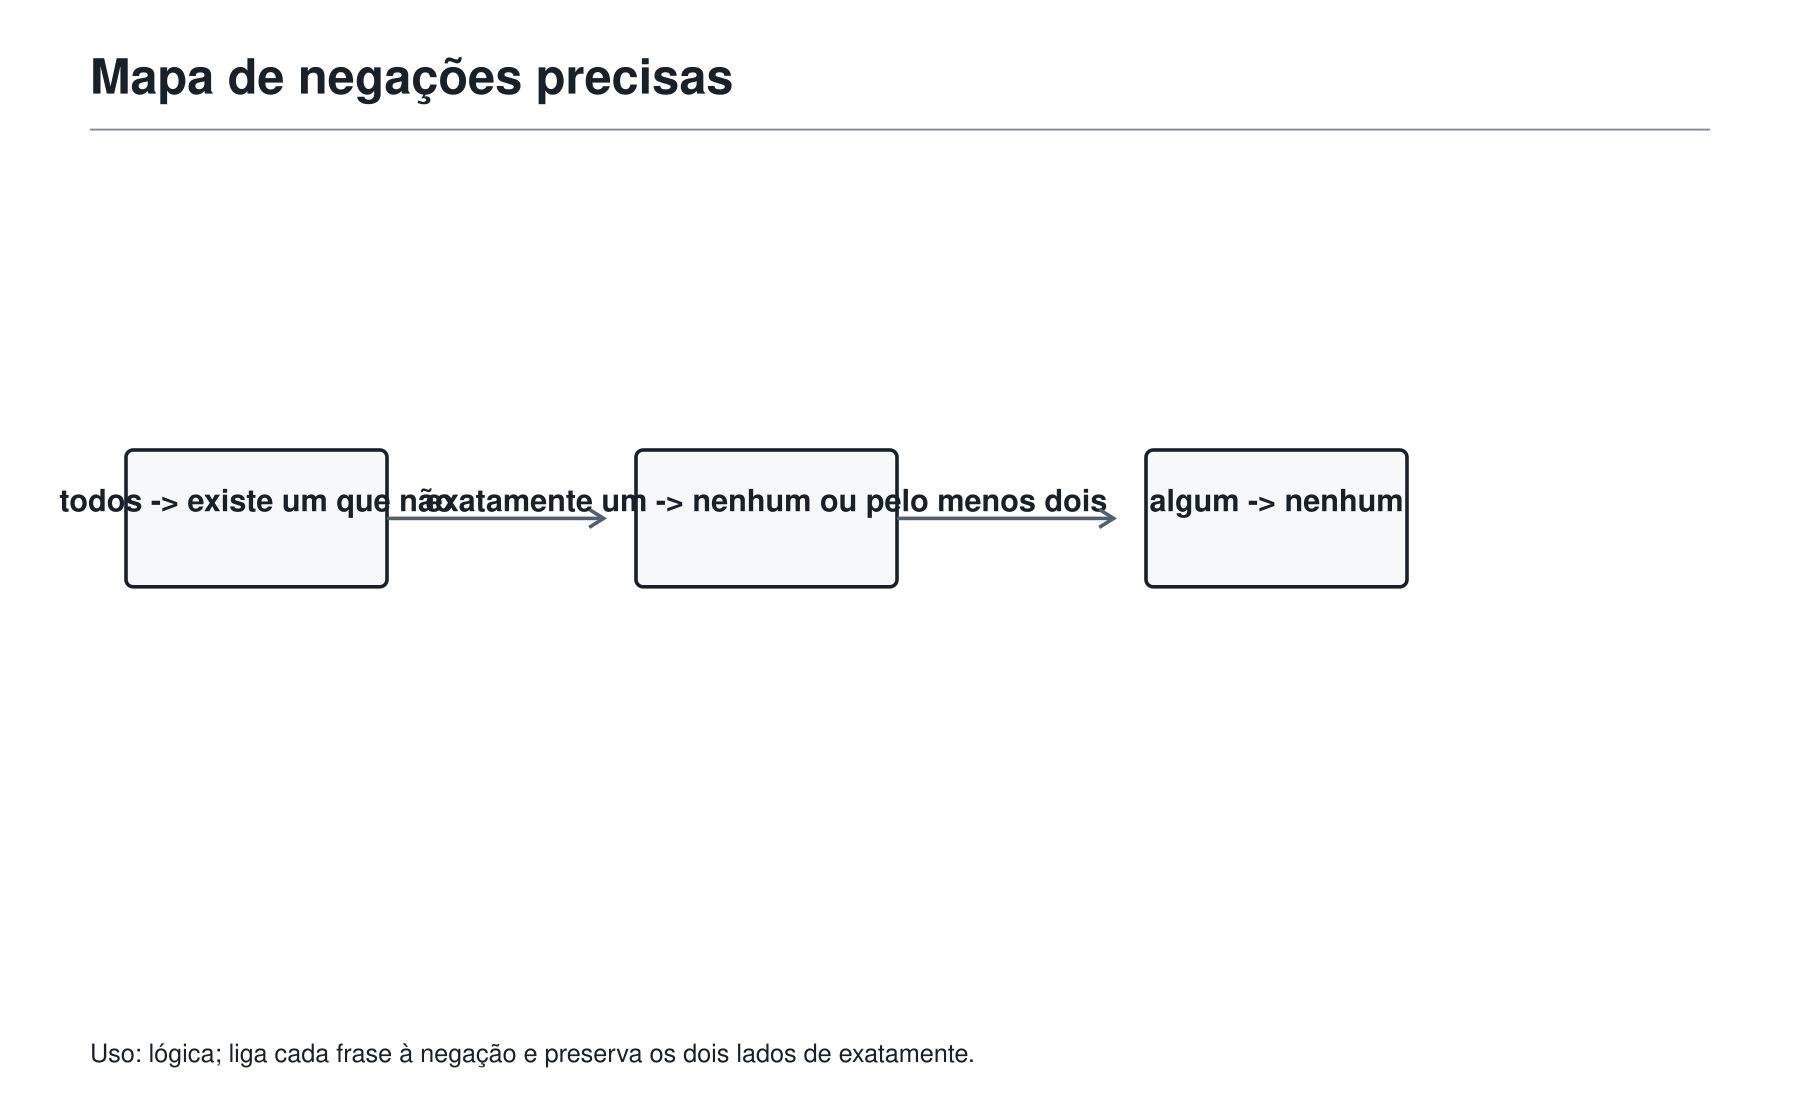 Mapa de negações precisas
todos -> existe um que não
exatamente um -> nenhum ou pelo menos dois
algum -> nenhum
Uso: lógica; liga cada frase à negação e preserva os dois lados de exatamente.